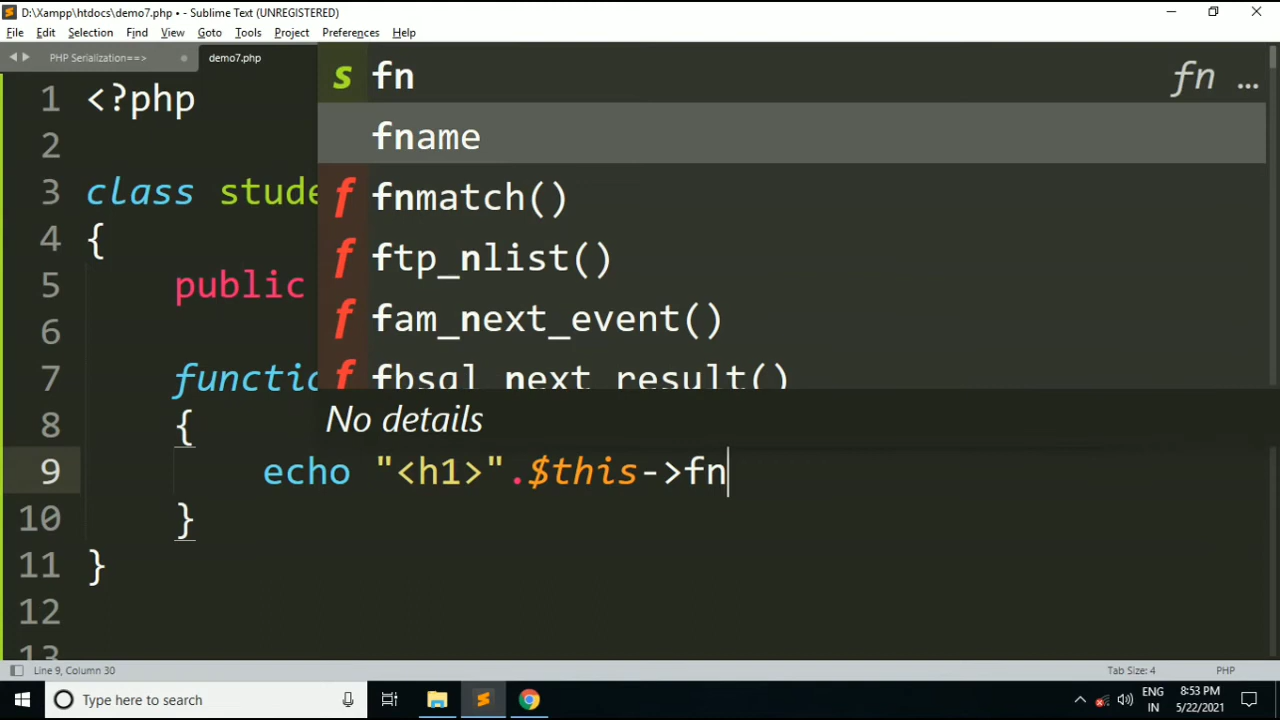 D:\Xampp\htdocs\demo7.php • - Sublime Text (UNREGISTERED)
File Edit Selection Find View Goto Tools Project Preferences Help
PHP Serialization==> demo7.php
1 <?php
2
3 class stude
4 {
5 public
6
7 functio
8 {
9 echo "<h1>".$this->fn
10 }
11 }
12
13
s fn fn ...
fname
f fnmatch()
f ftp_nlist()
f fam_next_event()
f fbsql_next_result()
No details
Line 9, Column 30 Tab Size: 4 PHP
Type here to search
ENG
IN
8:53 PM
5/22/2021